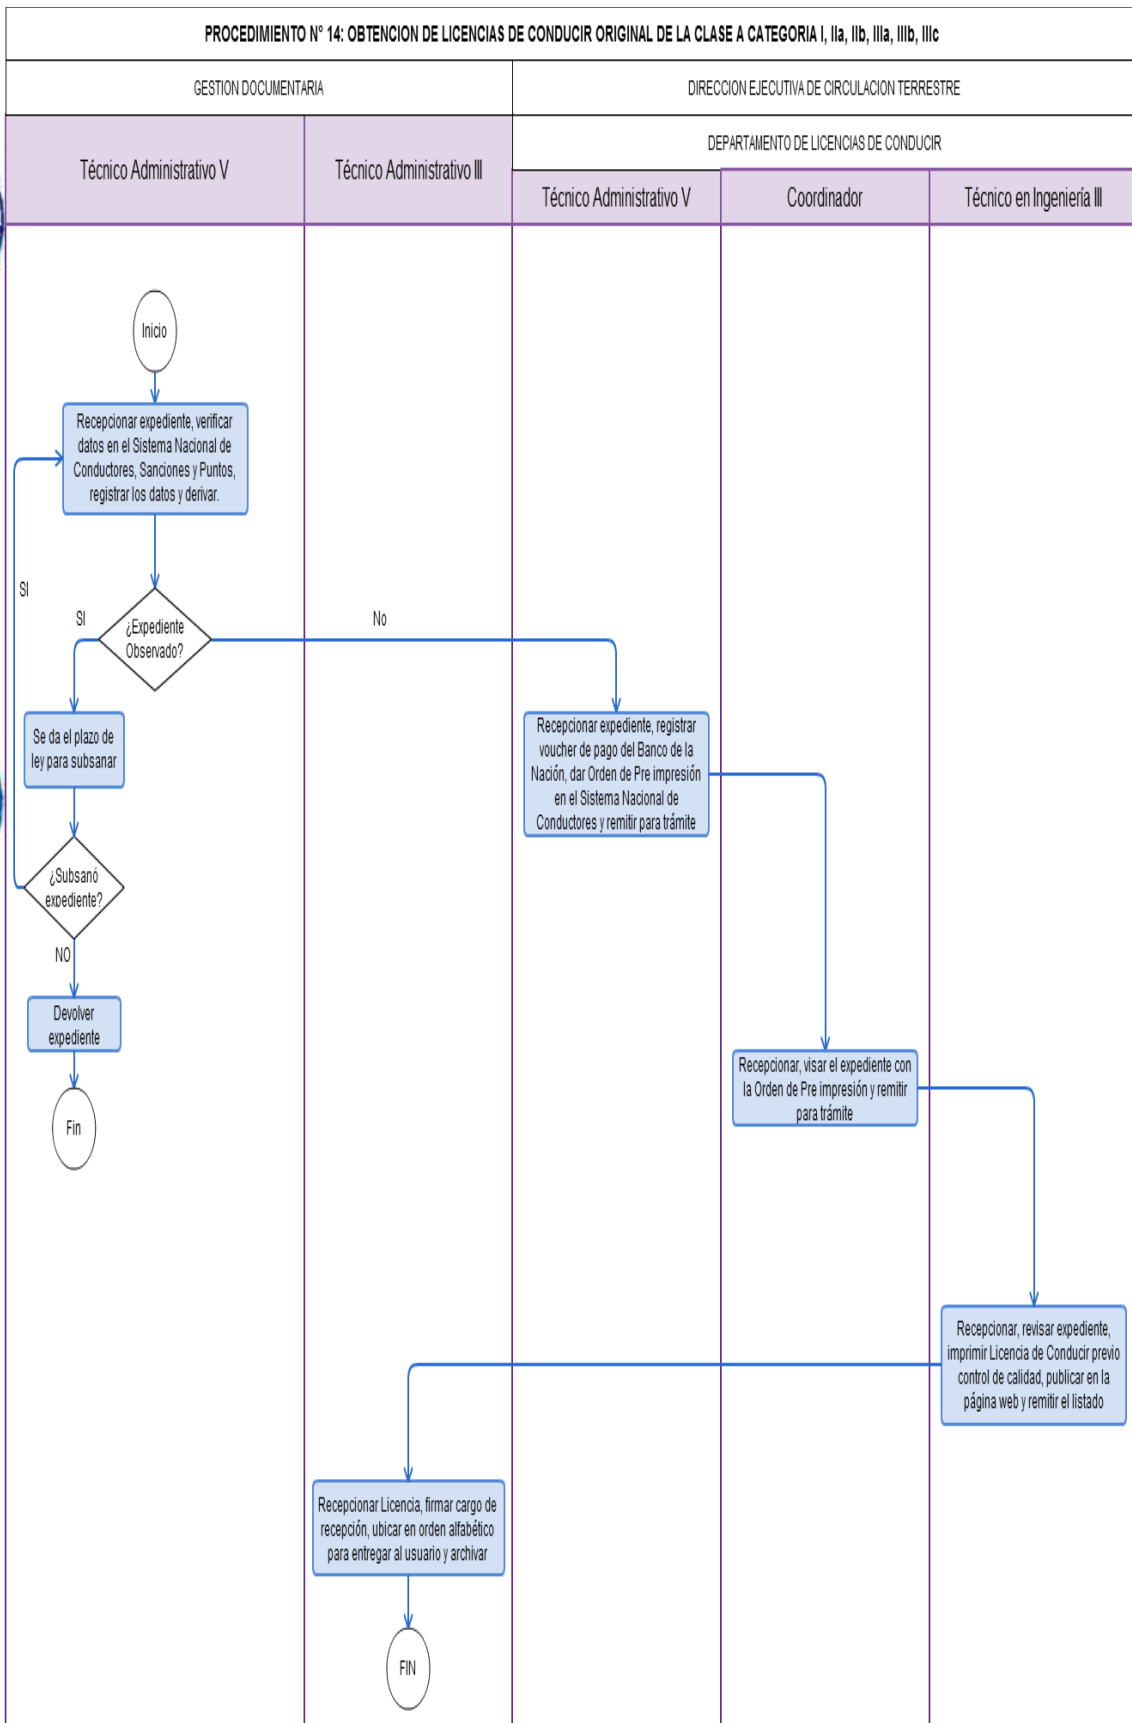 PROCEDIMIENTO N° 14: OBTENCION DE LICENCIAS DE CONDUCIR ORIGINAL DE LA CLASE A CATEGORIA I, IIa, IIb, IIIa, IIIb, IIIc
GESTION DOCUMENTARIA
DIRECCION EJECUTIVA DE CIRCULACION TERRESTRE
DEPARTAMENTO DE LICENCIAS DE CONDUCIR
Técnico Administrativo V
Técnico Administrativo III
Técnico Administrativo V
Coordinador
Técnico en Ingeniería III
Inicio
Recepcionar expediente, verificar
datos en el Sistema Nacional de
Conductores, Sanciones y Puntos,
registrar los datos y derivar.
SI
SI
¿Expediente
Observado?
No
Se da el plazo de
ley para subsanar
Recepcionar expediente, registrar
voucher de pago del Banco de la
Nación, dar Orden de Pre impresión
en el Sistema Nacional de
Conductores y remitir para trámite
¿Subsanó
expediente?
NO
Devolver
expediente
Fin
Recepcionar, visar el expediente con
la Orden de Pre impresión y remitir
para trámite
Recepcionar, revisar expediente,
imprimir Licencia de Conducir previo
control de calidad, publicar en la
página web y remitir el listado
Recepcionar Licencia, firmar cargo de
recepción, ubicar en orden alfabético
para entregar al usuario y archivar
FIN